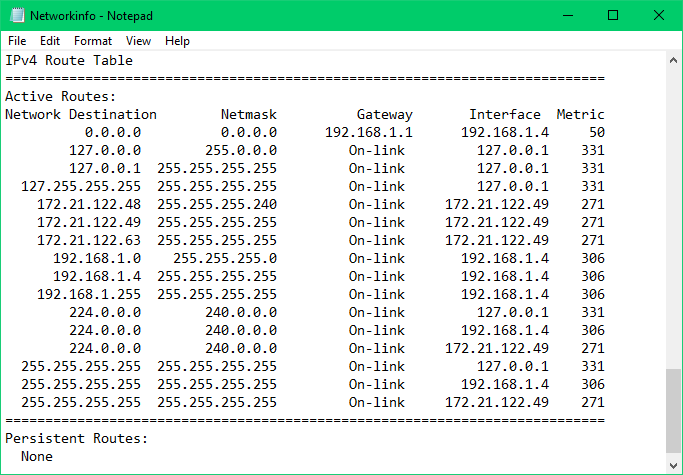 Networkinfo - Notepad
File Edit Format View Help
IPv4 Route Table
===========================================================================
Active Routes:
Network Destination        Netmask          Gateway       Interface  Metric
          0.0.0.0          0.0.0.0      192.168.1.1      192.168.1.4     50
        127.0.0.0        255.0.0.0         On-link         127.0.0.1    331
        127.0.0.1  255.255.255.255         On-link         127.0.0.1    331
  127.255.255.255  255.255.255.255         On-link         127.0.0.1    331
    172.21.122.48  255.255.255.240         On-link     172.21.122.49    271
    172.21.122.49  255.255.255.255         On-link     172.21.122.49    271
    172.21.122.63  255.255.255.255         On-link     172.21.122.49    271
      192.168.1.0    255.255.255.0         On-link       192.168.1.4    306
      192.168.1.4  255.255.255.255         On-link       192.168.1.4    306
    192.168.1.255  255.255.255.255         On-link       192.168.1.4    306
        224.0.0.0        240.0.0.0         On-link         127.0.0.1    331
        224.0.0.0        240.0.0.0         On-link       192.168.1.4    306
        224.0.0.0        240.0.0.0         On-link     172.21.122.49    271
  255.255.255.255  255.255.255.255         On-link         127.0.0.1    331
  255.255.255.255  255.255.255.255         On-link       192.168.1.4    306
  255.255.255.255  255.255.255.255         On-link     172.21.122.49    271
===========================================================================
Persistent Routes:
  None